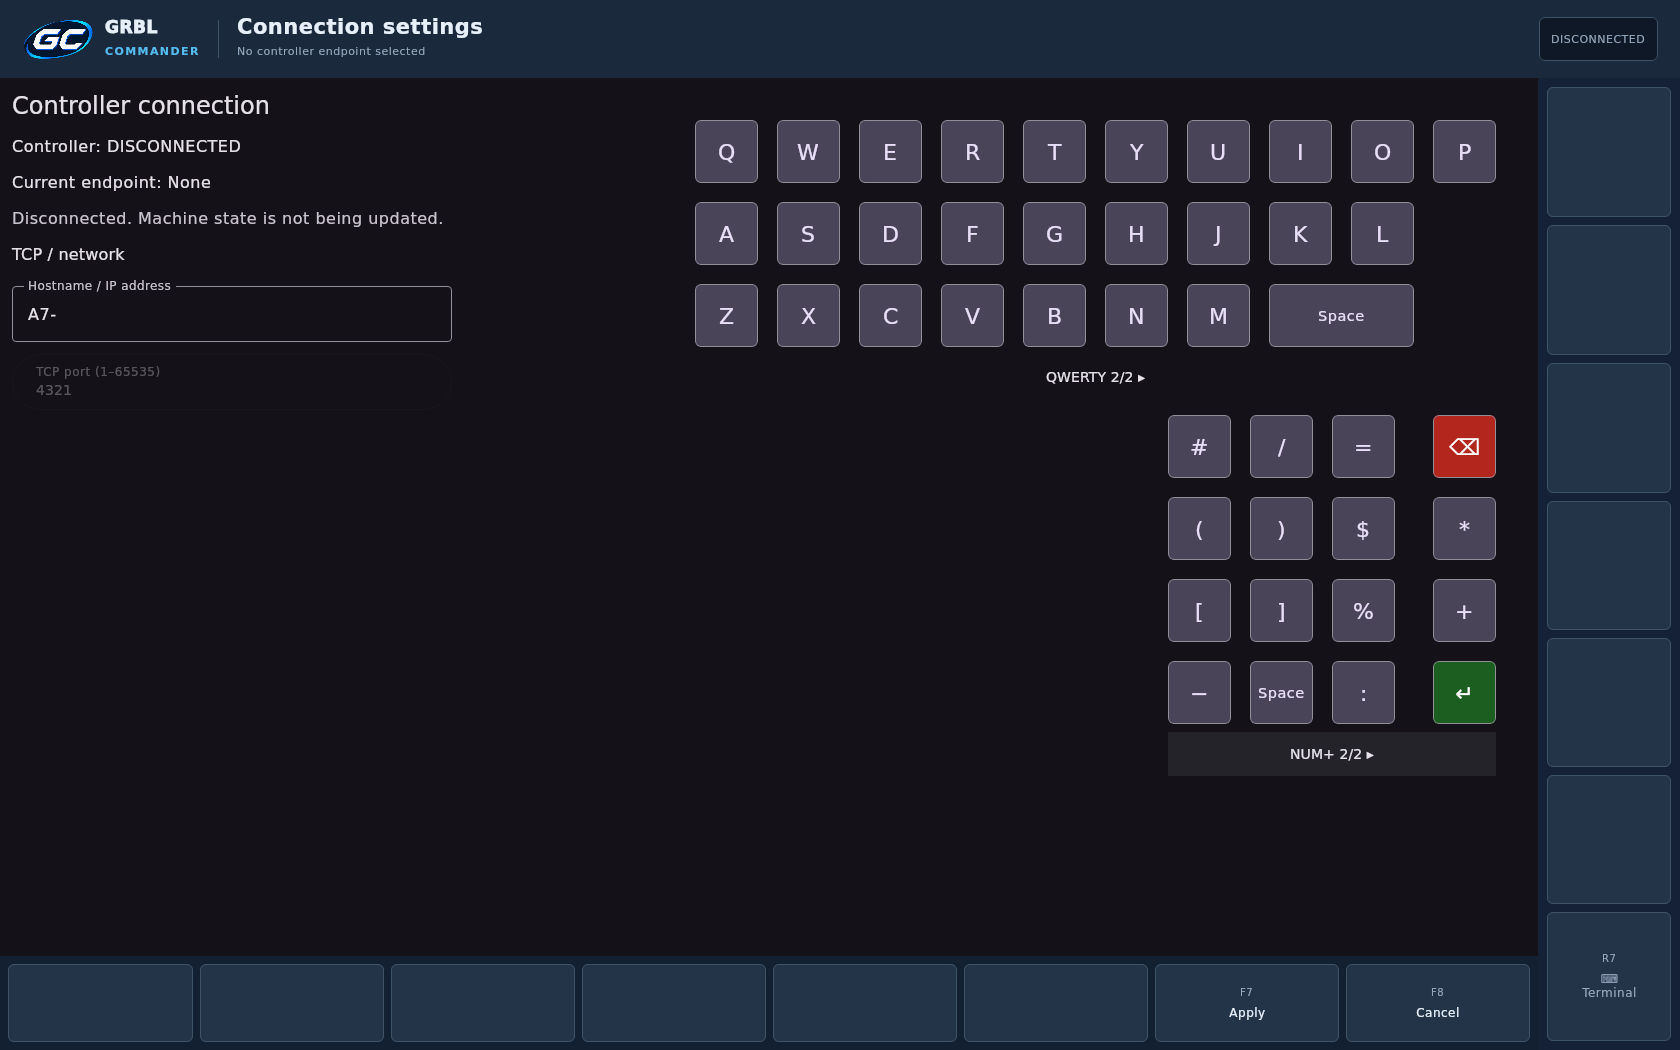 GC
GRBL
COMMANDER
Connection settings
No controller endpoint selected
DISCONNECTED
Controller connection
Controller: DISCONNECTED
Current endpoint: None
Disconnected. Machine state is not being updated.
TCP / network
Hostname / IP address
A7-
TCP port (1–65535)
4321
Q W E R T Y U I O P
A S D F G H J K L
Z X C V B N M Space
QWERTY 2/2 ▸
# / = ⌫
( ) $ *
[ ] % +
− Space : ↵
NUM+ 2/2 ▸
F7
Apply
F8
Cancel
R7
⌨
Terminal